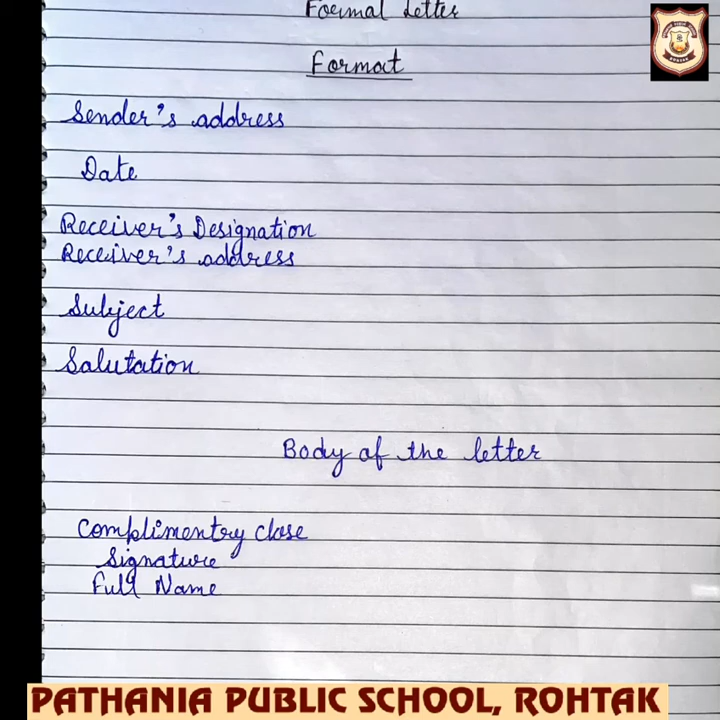 Formal Letter
Format
Sender's address
Date
Receiver's Designation
Receiver's address
Subject
Salutation
Body of the letter
Complimentry close
Signature
Full Name
PATHANIA PUBLIC SCHOOL, ROHTAK